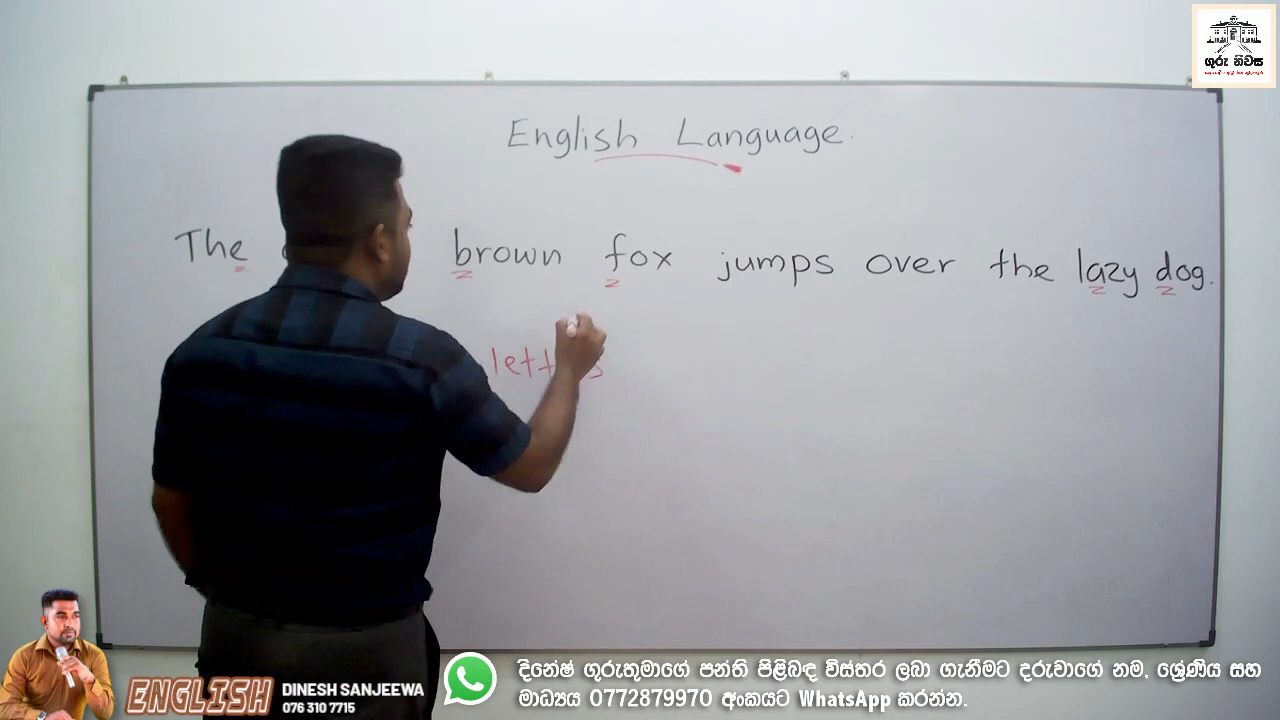 ගුරු නිවස
English Language.
The brown fox jumps over the lazy dog.
ENGLISH
DINESH SANJEEWA
076 310 7715
දිනේෂ් ගුරුතුමාගේ පන්ති පිළිබඳ විස්තර ලබා ගැනීමට දරුවාගේ නම, ශ්‍රේණිය සහ
මාධ්‍යය 0772879970 අංකයට WhatsApp කරන්න.